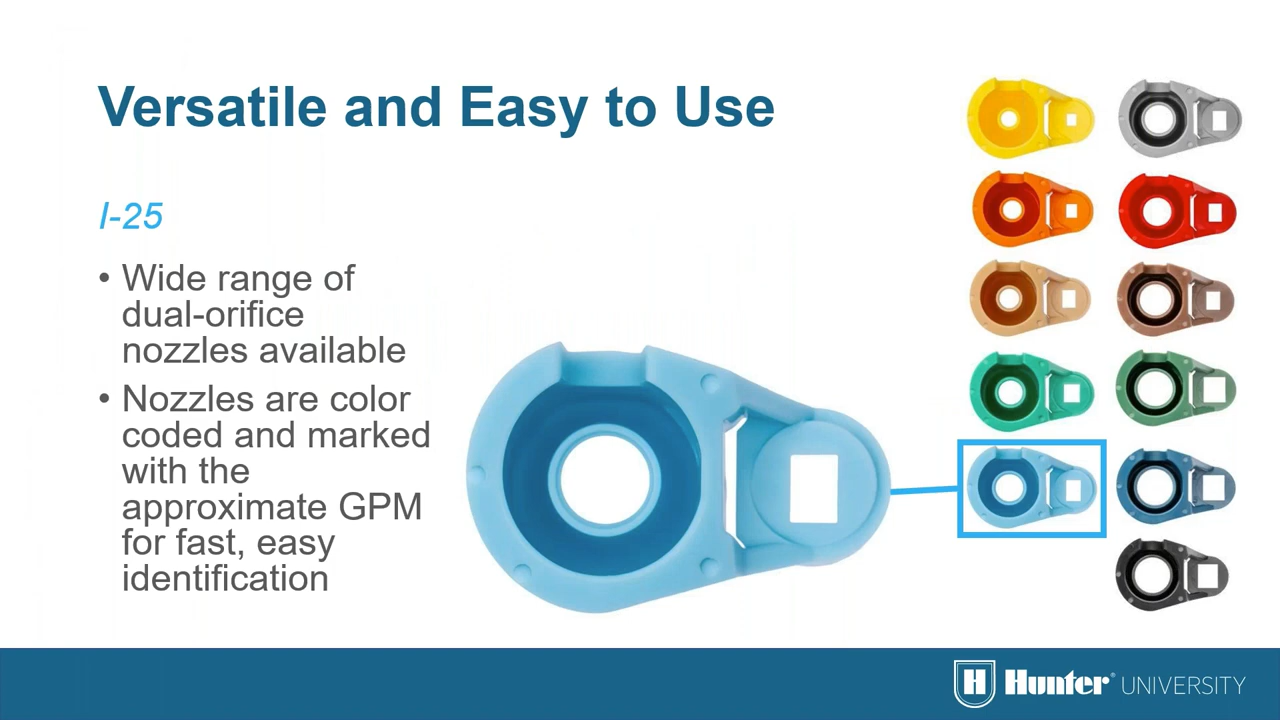 Versatile and Easy to Use
I-25
• Wide range of
dual-orifice
nozzles available
• Nozzles are color
coded and marked
with the
approximate GPM
for fast, easy
identification
H Hunter® UNIVERSITY